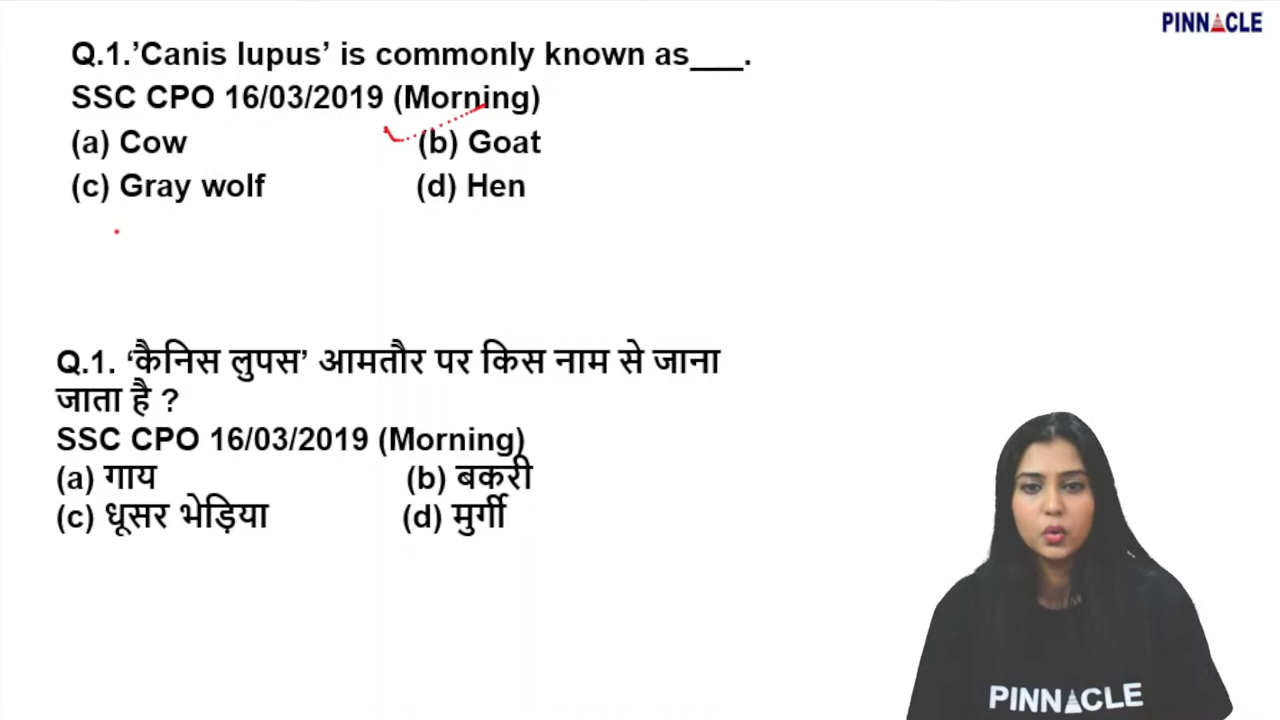 PINNACLE
Q.1.’Canis lupus’ is commonly known as___.
SSC CPO 16/03/2019 (Morning)
(a) Cow (b) Goat
(c) Gray wolf (d) Hen
Q.1. ‘कैनिस लुपस’ आमतौर पर किस नाम से जाना
जाता है ?
SSC CPO 16/03/2019 (Morning)
(a) गाय (b) बकरी
(c) धूसर भेड़िया (d) मुर्गी
PINNACLE